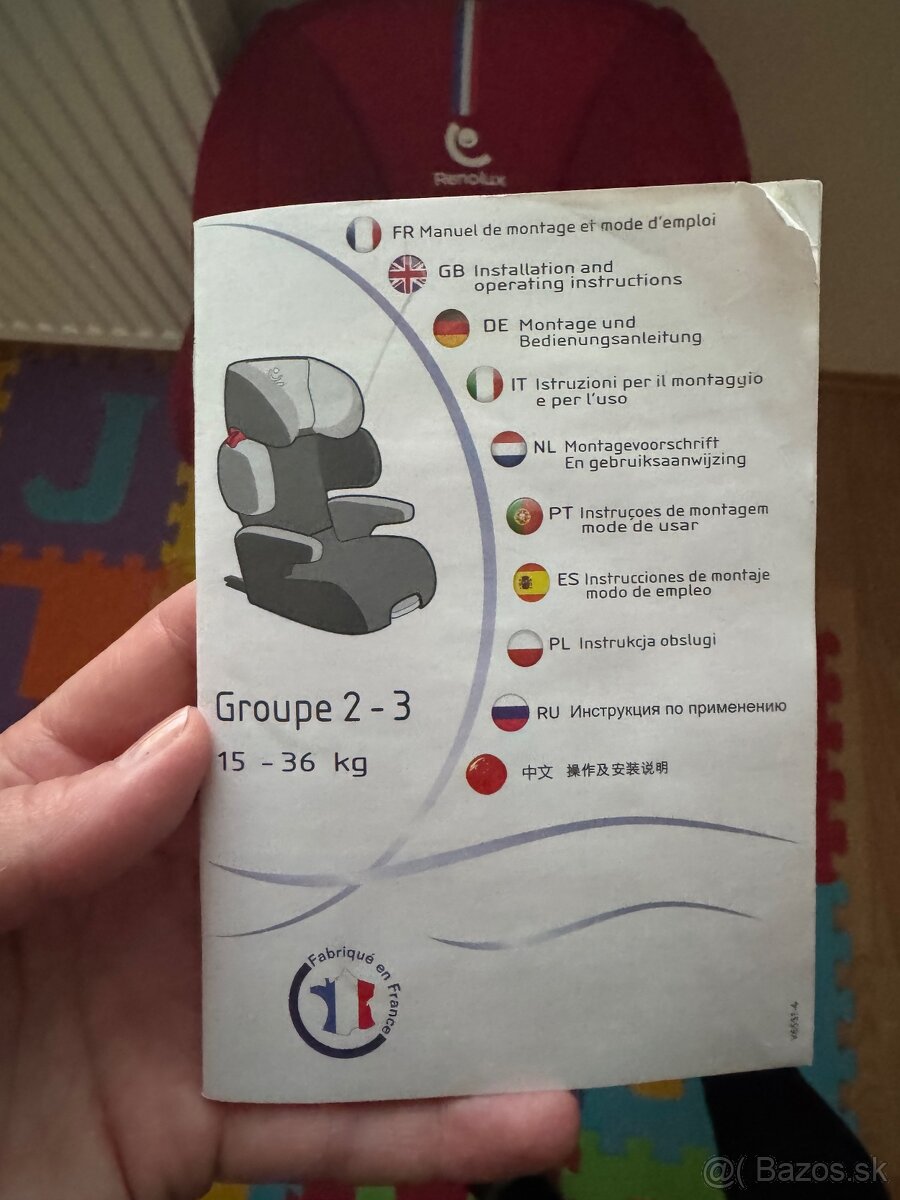 Renolux
FR Manuel de montage et mode d'emploi
GB Installation and
operating instructions
DE Montage und
Bedienungsanleitung
IT Istruzioni per il montaggio
e per l'uso
NL Montagevoorschrift
En gebruiksaanwijzing
PT Instruçoes de montagem
mode de usar
ES Instrucciones de montaje
modo de empleo
PL Instrukcja obslugi
RU Инструкция по применению
中文 操作及安装说明
Groupe 2 - 3
15 - 36 kg
Fabriqué en France
J
@( Bazos.sk